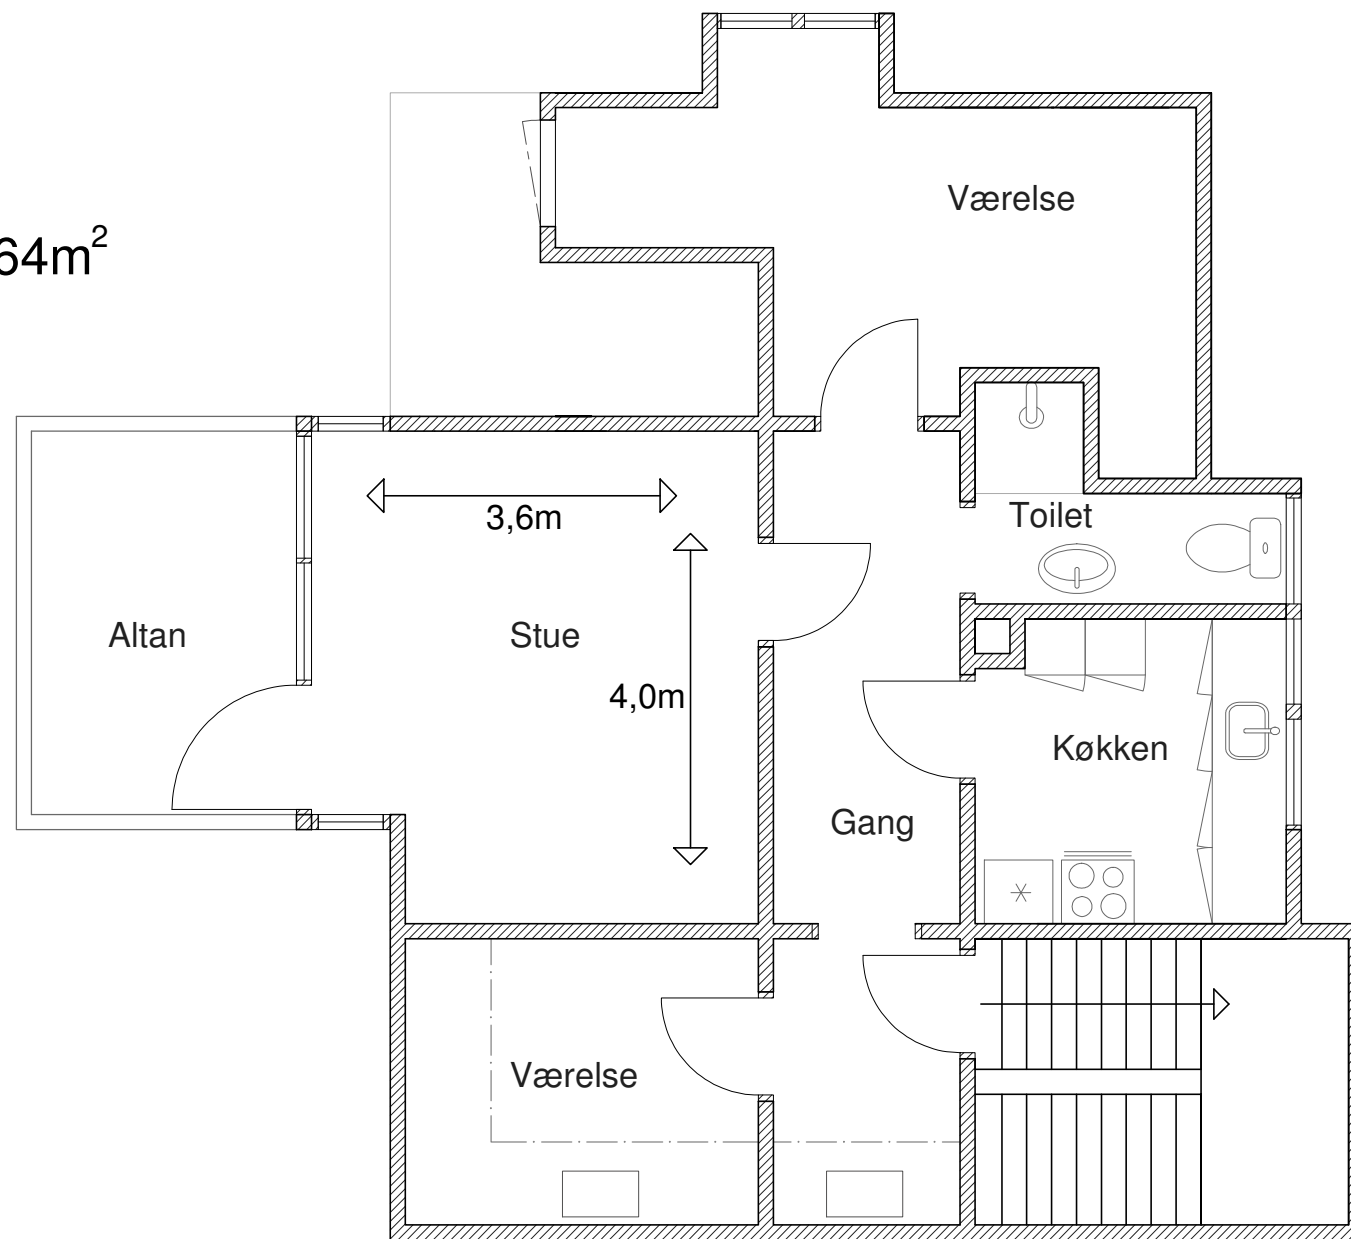 Værelse
64m²
3,6m
Toilet
Altan
Stue
4,0m
Køkken
Gang
Værelse